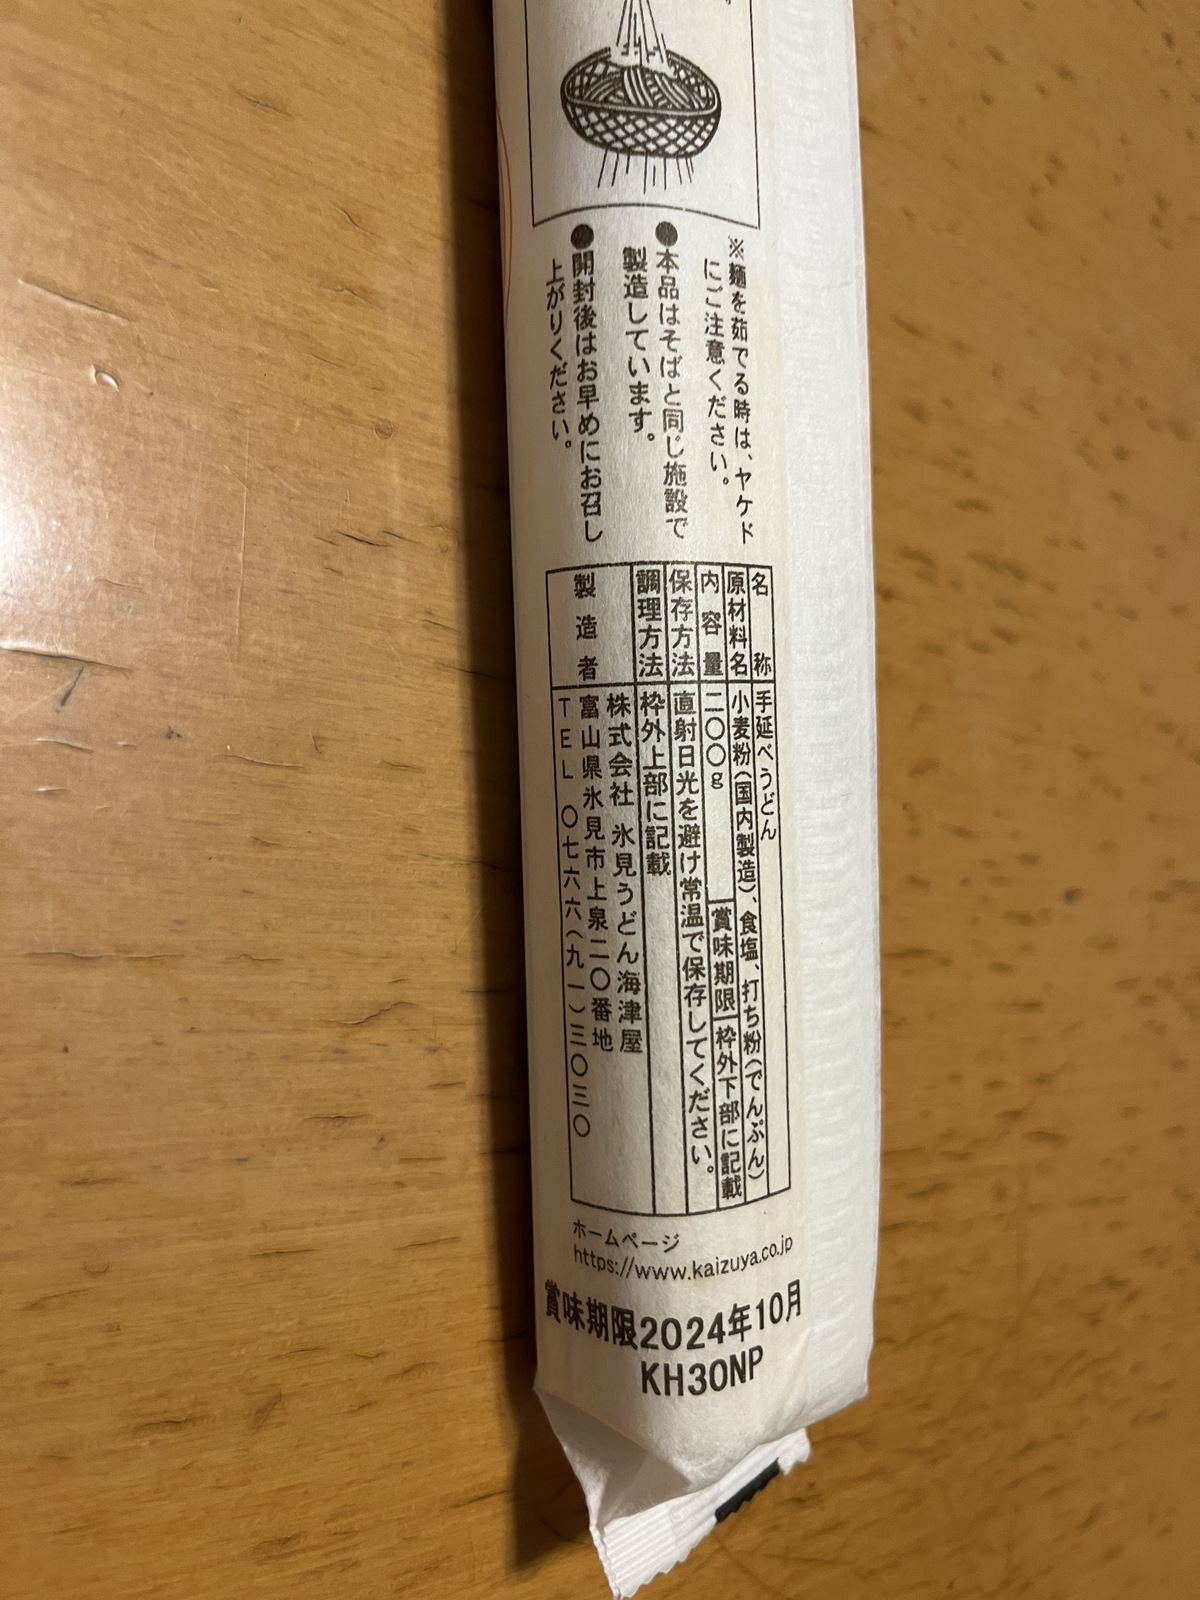 ※麺を茹でる時は、ヤケド
にご注意ください。
●本品はそばと同じ施設で
製造しています。
●開封後はお早めにお召し
上がりください。
名称 手延べうどん
原材料名 小麦粉(国内製造)、食塩、打ち粉(でんぷん)
内容量 二〇〇g 賞味期限 枠外下部に記載
保存方法 直射日光を避け常温で保存してください。
調理方法 枠外上部に記載
製造者 株式会社 氷見うどん海津屋
富山県氷見市上泉二〇番地
TEL 〇七六六(九一)三〇三〇
ホームページ
https://www.kaizuya.co.jp
賞味期限2024年10月
KH30NP